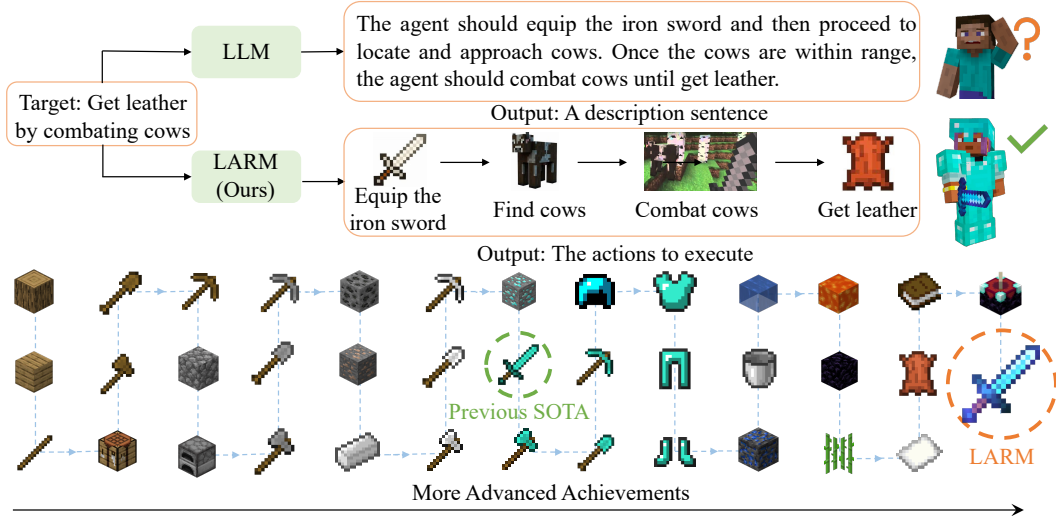 Target: Get leather
by combating cows
LLM
The agent should equip the iron sword and then proceed to
locate and approach cows. Once the cows are within range,
the agent should combat cows until get leather.
?
Output: A description sentence
LARM
(Ours)
Equip the
iron sword
Find cows
Combat cows
Get leather
Output: The actions to execute
Previous SOTA
LARM
More Advanced Achievements